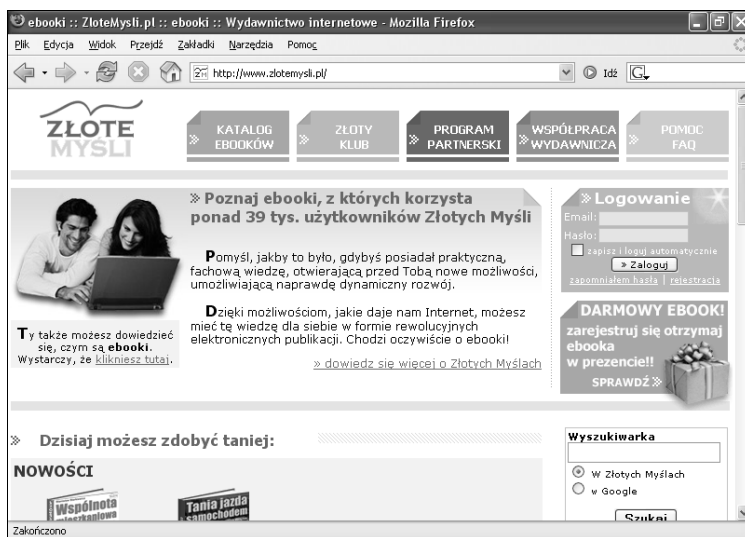 ebooki :: ZloteMysli.pl :: ebooki :: Wydawnictwo internetowe - Mozilla Firefox
Plik Edycja Widok Przejdź Zakładki Narzędzia Pomoc
http://www.zlotemysli.pl/ Idź
ZŁOTE
MYŚLI
» KATALOG EBOOKÓW
» ZŁOTY KLUB
» PROGRAM PARTNERSKI
» WSPÓŁPRACA WYDAWNICZA
» POMOC FAQ
» Poznaj ebooki, z których korzysta
ponad 39 tys. użytkowników Złotych Myśli
Pomyśl, jakby to było, gdybyś posiadał praktyczną,
fachową wiedzę, otwierającą przed Tobą nowe możliwości,
umożliwiającą naprawdę dynamiczny rozwój.
Dzięki możliwościom, jakie daje nam Internet, możesz
mieć tę wiedzę dla siebie w formie rewolucyjnych
elektronicznych publikacji. Chodzi oczywiście o ebooki!
» dowiedz się więcej o Złotych Myślach
Ty także możesz dowiedzieć
się, czym są ebooki.
Wystarczy, że klikniesz tutaj.
» Logowanie
Email:
Hasło:
zapisz i loguj automatycznie
» Zaloguj
zapomniałem hasła | rejestracja
DARMOWY EBOOK!
zarejestruj się otrzymaj
ebooka
w prezencie!!
SPRAWDŹ »
» Dzisiaj możesz zdobyć taniej:
NOWOŚCI
Wspólnota
mieszkaniowa
Tania jazda
samochodem
Wyszukiwarka
W Złotych Myślach
w Google
Szukaj
Zakończono